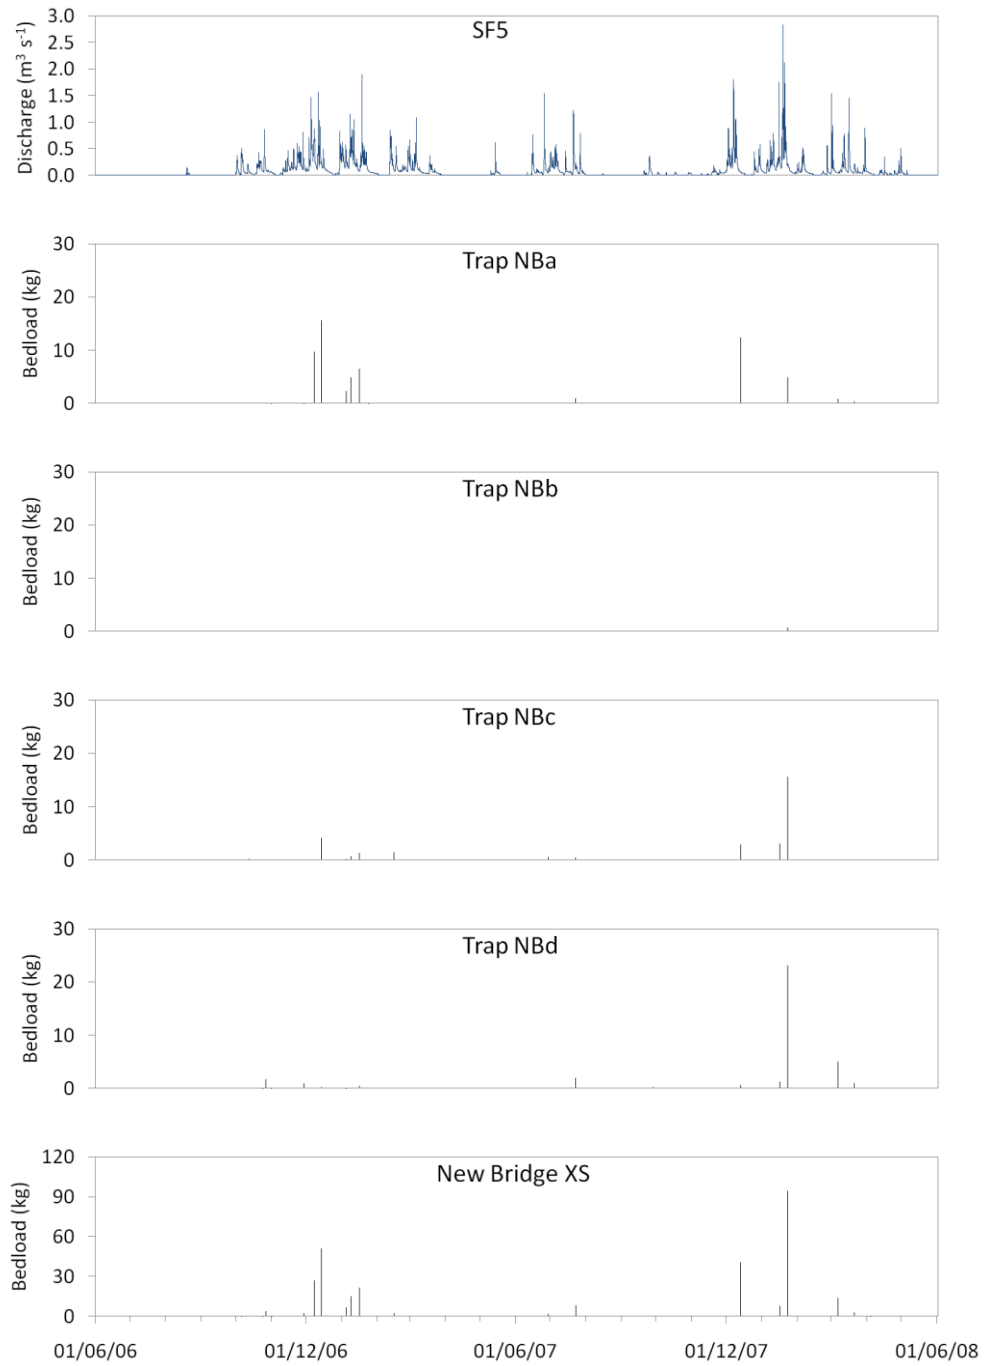 SF5
Discharge (m³ s⁻¹)
3.0
2.5
2.0
1.5
1.0
0.5
0.0
Trap NBa
Bedload (kg)
30
20
10
0
Trap NBb
Bedload (kg)
30
20
10
0
Trap NBc
Bedload (kg)
30
20
10
0
Trap NBd
Bedload (kg)
30
20
10
0
New Bridge XS
Bedload (kg)
120
90
60
30
0
01/06/06 01/12/06 01/06/07 01/12/07 01/06/08